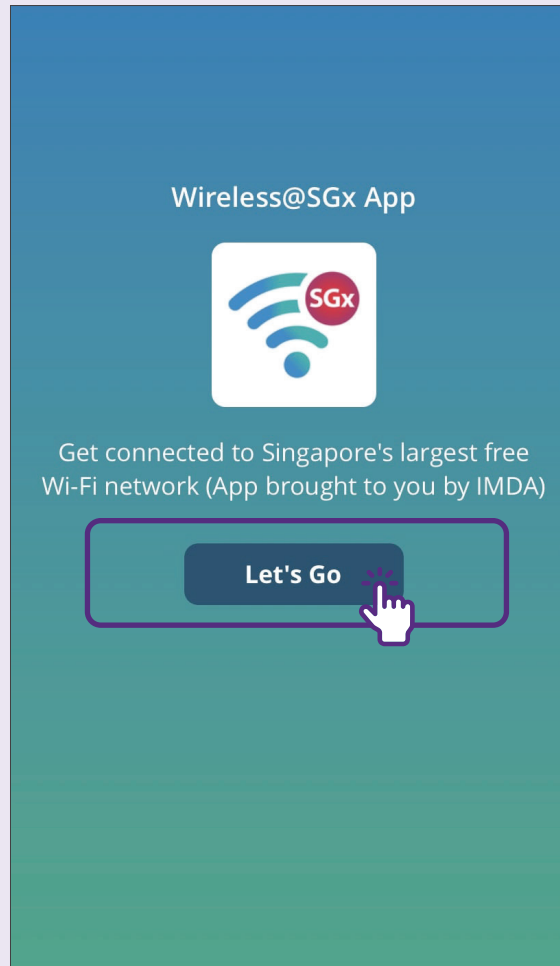 Wireless@SGx App
SGx
Get connected to Singapore's largest free
Wi-Fi network (App brought to you by IMDA)
Let's Go